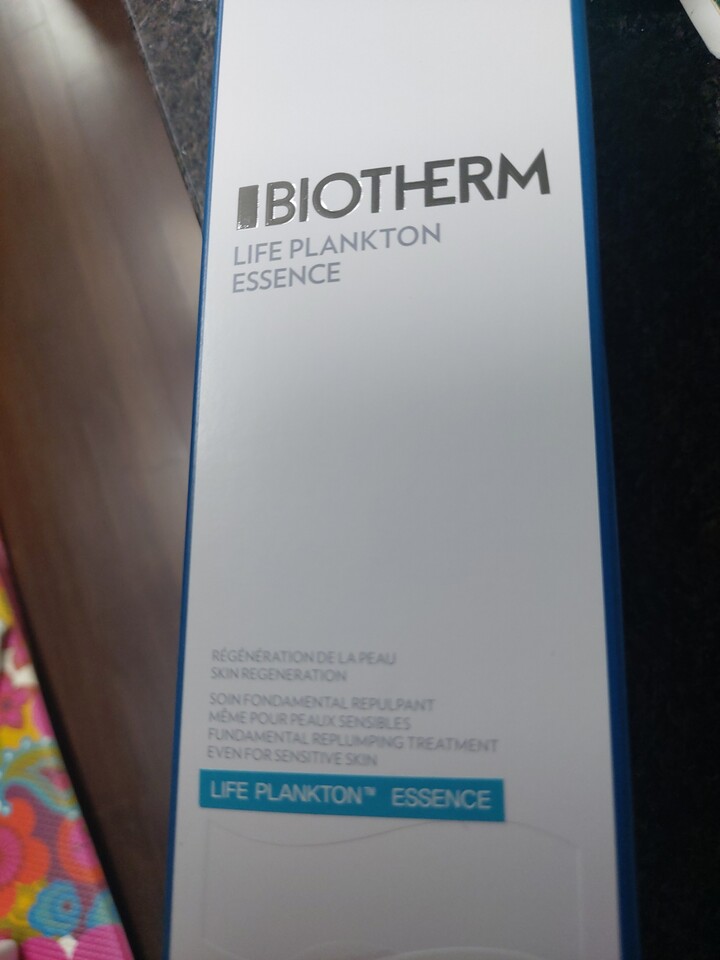 BIOTHERM
LIFE PLANKTON
ESSENCE
RÉGÉNÉRATION DE LA PEAU
SKIN REGENERATION
SOIN FONDAMENTAL REPULPANT
MÊME POUR PEAUX SENSIBLES
FUNDAMENTAL REPLUMPING TREATMENT
EVEN FOR SENSITIVE SKIN
LIFE PLANKTON™ ESSENCE